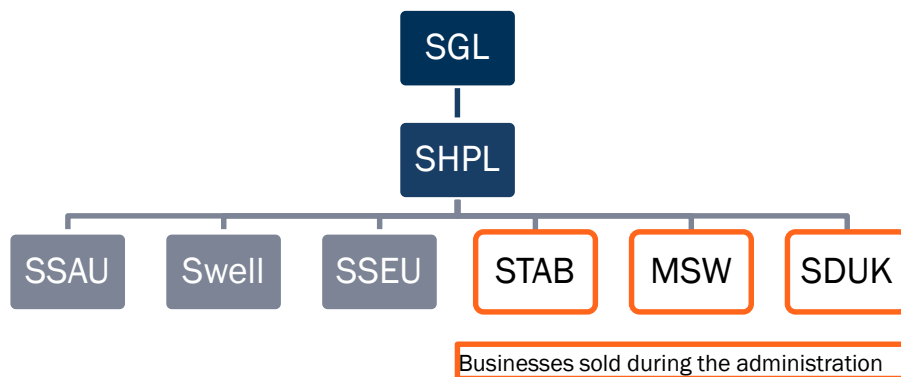 SGL
SHPL
SSAU Swell SSEU STAB MSW SDUK
Businesses sold during the administration